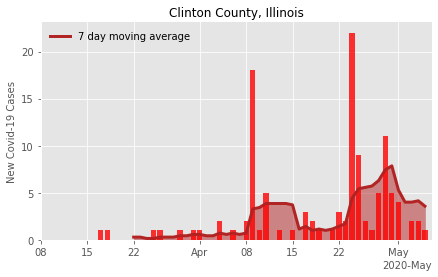 Clinton County, Illinois
7 day moving average
New Covid-19 Cases
20
15
10
5
0
08
15
22
Apr
08
15
22
May
2020-May